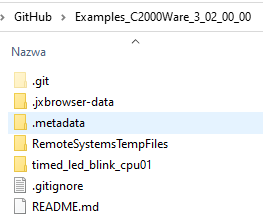 GitHub > Examples_C2000Ware_3_02_00_00
Nazwa
.git
.jxbrowser-data
.metadata
RemoteSystemsTempFiles
timed_led_blink_cpu01
.gitignore
README.md